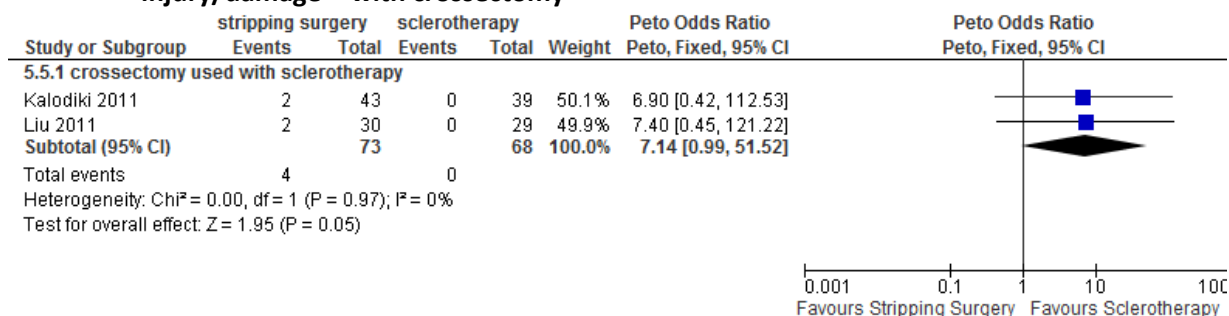 injury/damage – with crossectomy
stripping surgery sclerotherapy Peto Odds Ratio Peto Odds Ratio
Study or Subgroup Events Total Events Total Weight Peto, Fixed, 95% CI Peto, Fixed, 95% CI
5.5.1 crossectomy used with sclerotherapy
Kalodiki 2011 2 43 0 39 50.1% 6.90 [0.42, 112.53]
Liu 2011 2 30 0 29 49.9% 7.40 [0.45, 121.22]
Subtotal (95% CI) 73 68 100.0% 7.14 [0.99, 51.52]
Total events 4 0
Heterogeneity: Chi² = 0.00, df = 1 (P = 0.97); I² = 0%
Test for overall effect: Z = 1.95 (P = 0.05)
0.001 0.1 1 10 100
Favours Stripping Surgery Favours Sclerotherapy